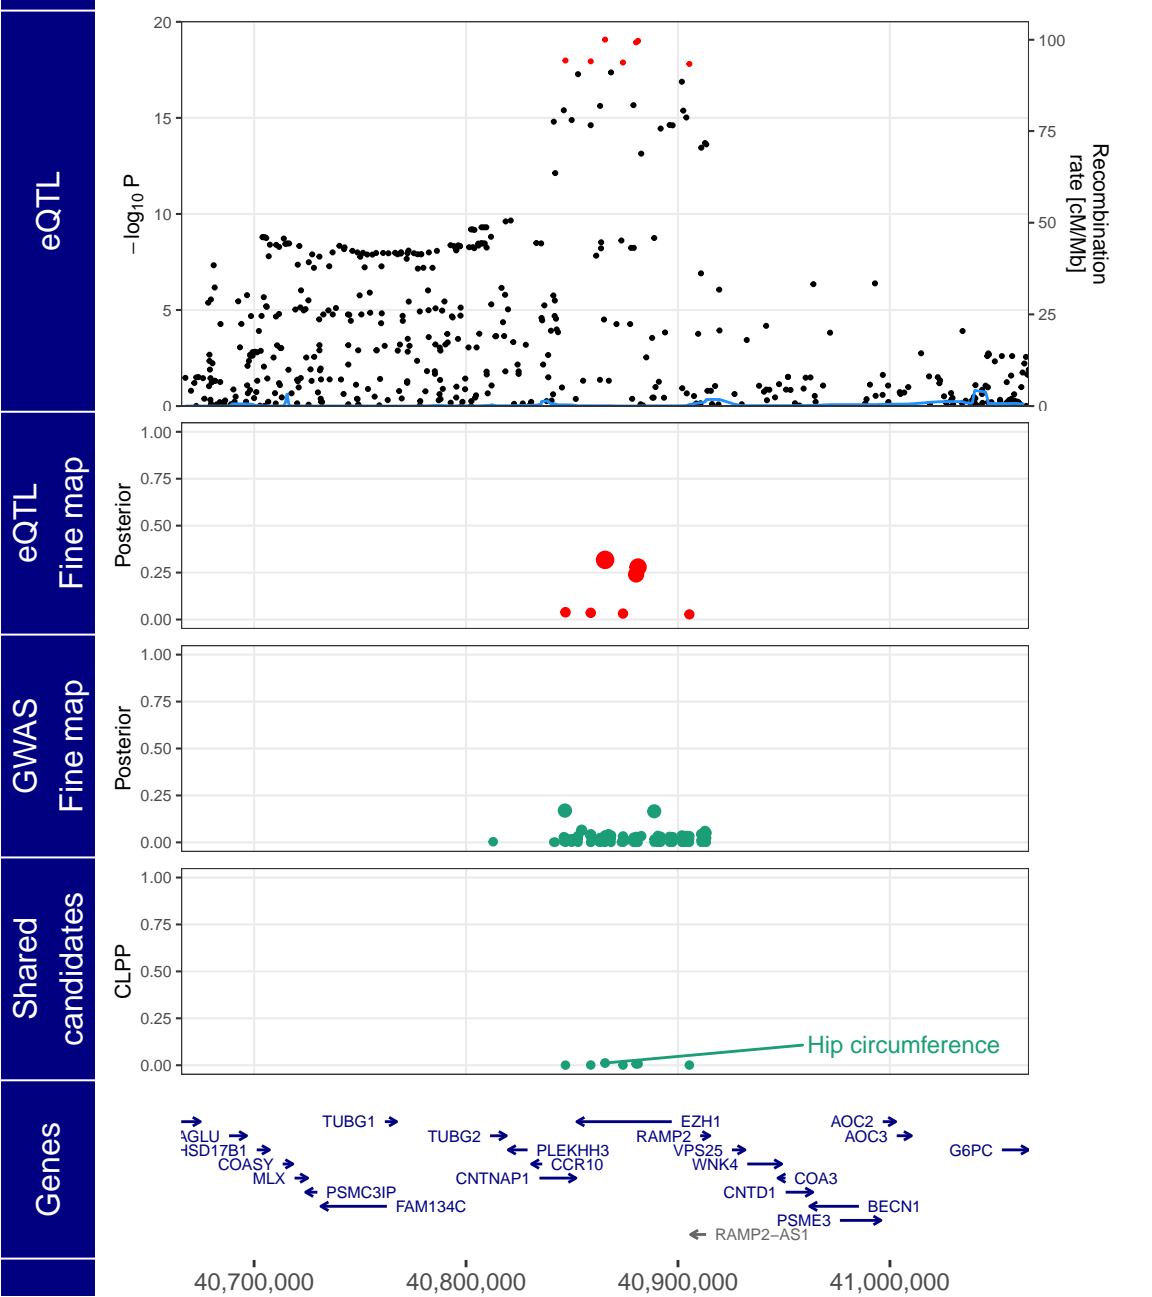 eQTL
−log10 P
20
15
10
5
0
100
75
50
25
0
Recombination
rate [cM/Mb]
eQTL
Fine map
Posterior
1.00
0.75
0.50
0.25
0.00
GWAS
Fine map
Posterior
1.00
0.75
0.50
0.25
0.00
Shared
candidates
CLPP
1.00
0.75
0.50
0.25
0.00
Hip circumference
Genes
TUBG1 EZH1 AOC2
AGLU TUBG2 RAMP2 AOC3
HSD17B1 PLEKHH3 VPS25 G6PC
COASY CCR10 WNK4
MLX CNTNAP1 COA3
PSMC3IP CNTD1
FAM134C BECN1
PSME3
RAMP2−AS1
40,700,000 40,800,000 40,900,000 41,000,000